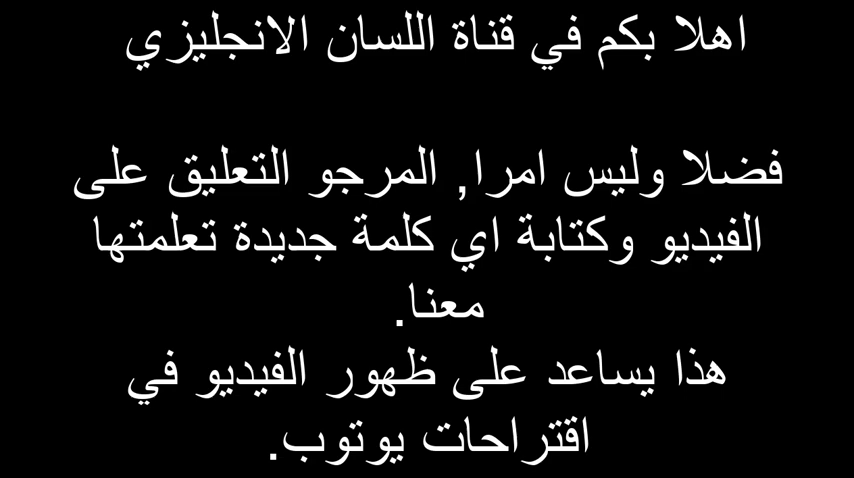 اهلا بكم في قناة اللسان الانجليزي
فضلا وليس امرا, المرجو التعليق على
الفيديو وكتابة اي كلمة جديدة تعلمتها
معنا.
هذا يساعد على ظهور الفيديو في
اقتراحات يوتوب.